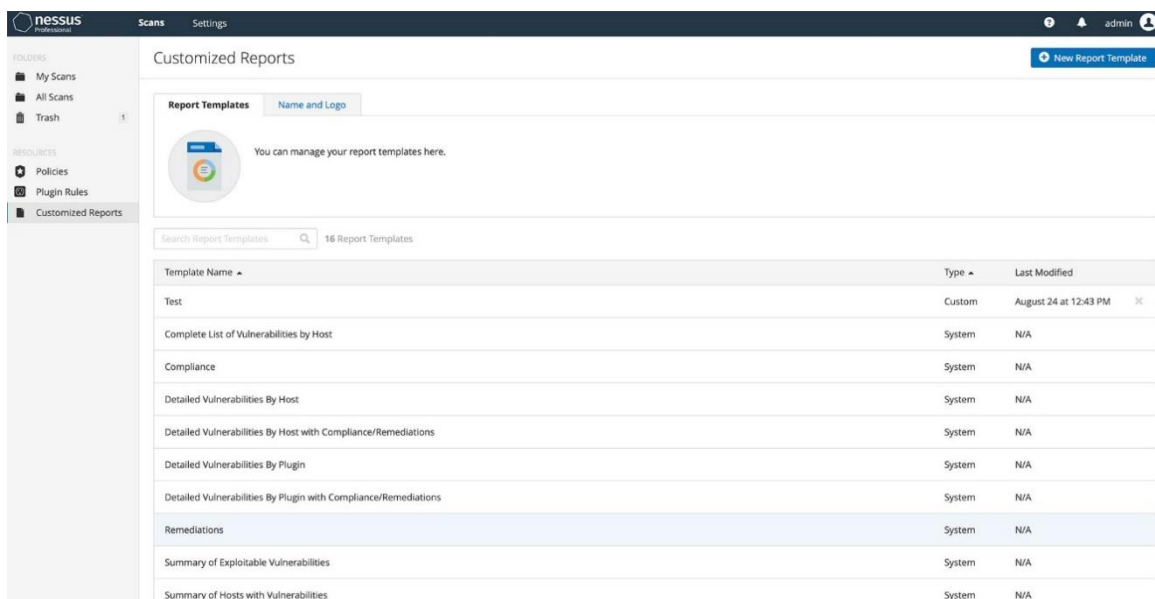 nessus
Professional
Scans
Settings
admin
FOLDERS
My Scans
All Scans
Trash
1
RESOURCES
Policies
Plugin Rules
Customized Reports
Customized Reports
New Report Template
Report Templates
Name and Logo
You can manage your report templates here.
Search Report Templates
16 Report Templates
Template Name Type Last Modified
Test Custom August 24 at 12:43 PM
Complete List of Vulnerabilities by Host System N/A
Compliance System N/A
Detailed Vulnerabilities By Host System N/A
Detailed Vulnerabilities By Host with Compliance/Remediations System N/A
Detailed Vulnerabilities By Plugin System N/A
Detailed Vulnerabilities By Plugin with Compliance/Remediations System N/A
Remediations System N/A
Summary of Exploitable Vulnerabilities System N/A
Summary of Hosts with Vulnerabilities System N/A